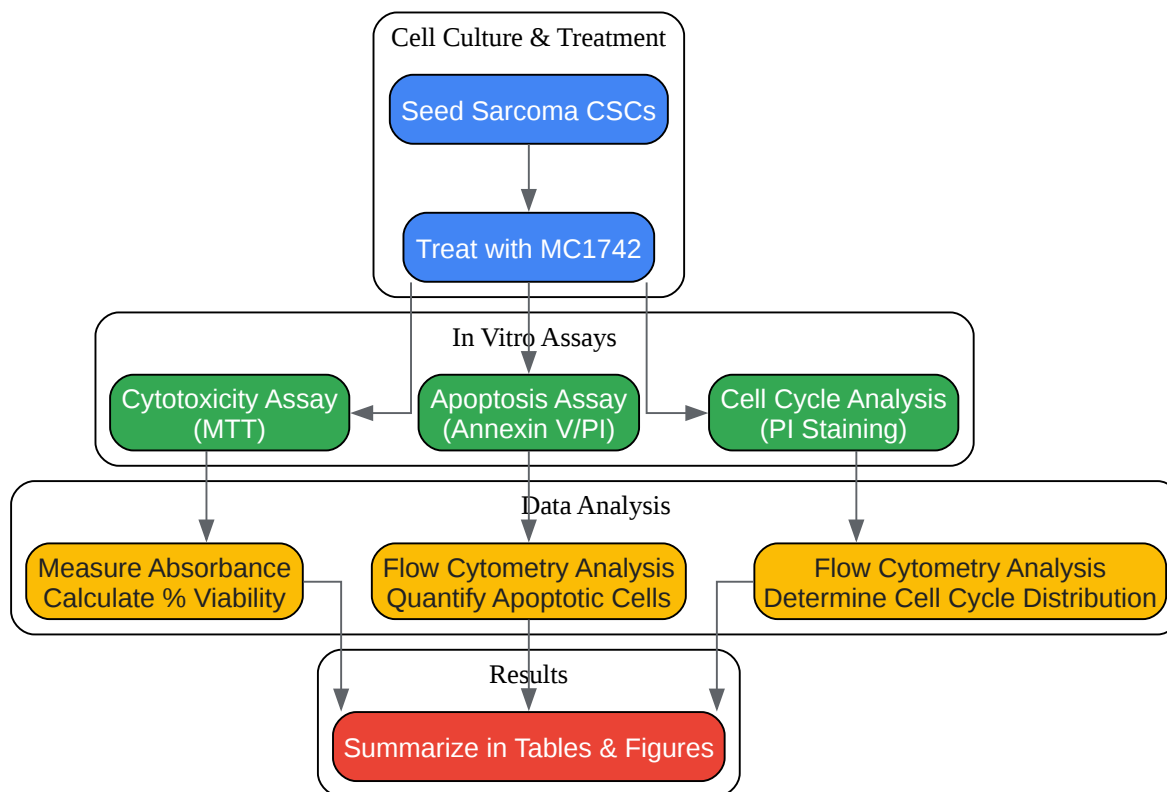 Cell Culture & Treatment
Seed Sarcoma CSCs
Treat with MC1742
In Vitro Assays
Cytotoxicity Assay
(MTT)
Apoptosis Assay
(Annexin V/PI)
Cell Cycle Analysis
(PI Staining)
Data Analysis
Measure Absorbance
Calculate % Viability
Flow Cytometry Analysis
Quantify Apoptotic Cells
Flow Cytometry Analysis
Determine Cell Cycle Distribution
Results
Summarize in Tables & Figures